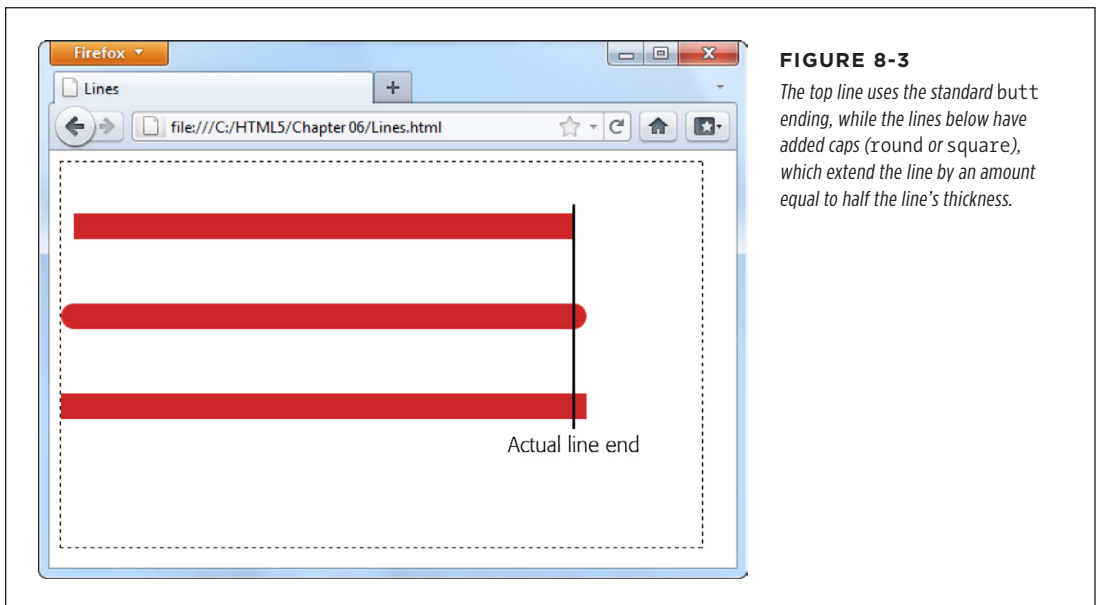 Firefox
Lines
file:///C:/HTML5/Chapter 06/Lines.html
Actual line end
FIGURE 8-3
The top line uses the standard butt
ending, while the lines below have
added caps (round or square),
which extend the line by an amount
equal to half the line's thickness.